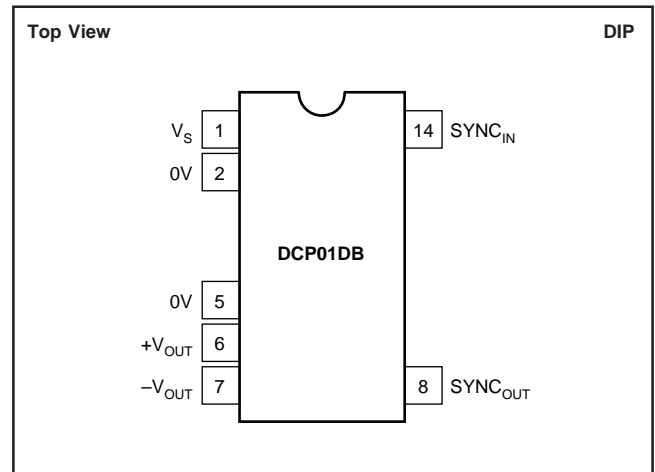 Top View DIP
V_S 1 14 SYNC_IN
0V 2
DCP01DB
0V 5
+V_OUT 6
–V_OUT 7 8 SYNC_OUT